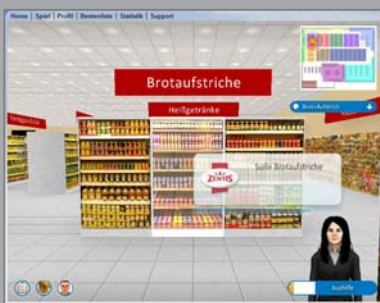 Home | Spiel | Profil | Bestenliste | Statistik | Support
Brotaufstriche
Heißgetränke
Brotaufstrich
Süße Brotaufstriche
ZENTIS
Aushilfe